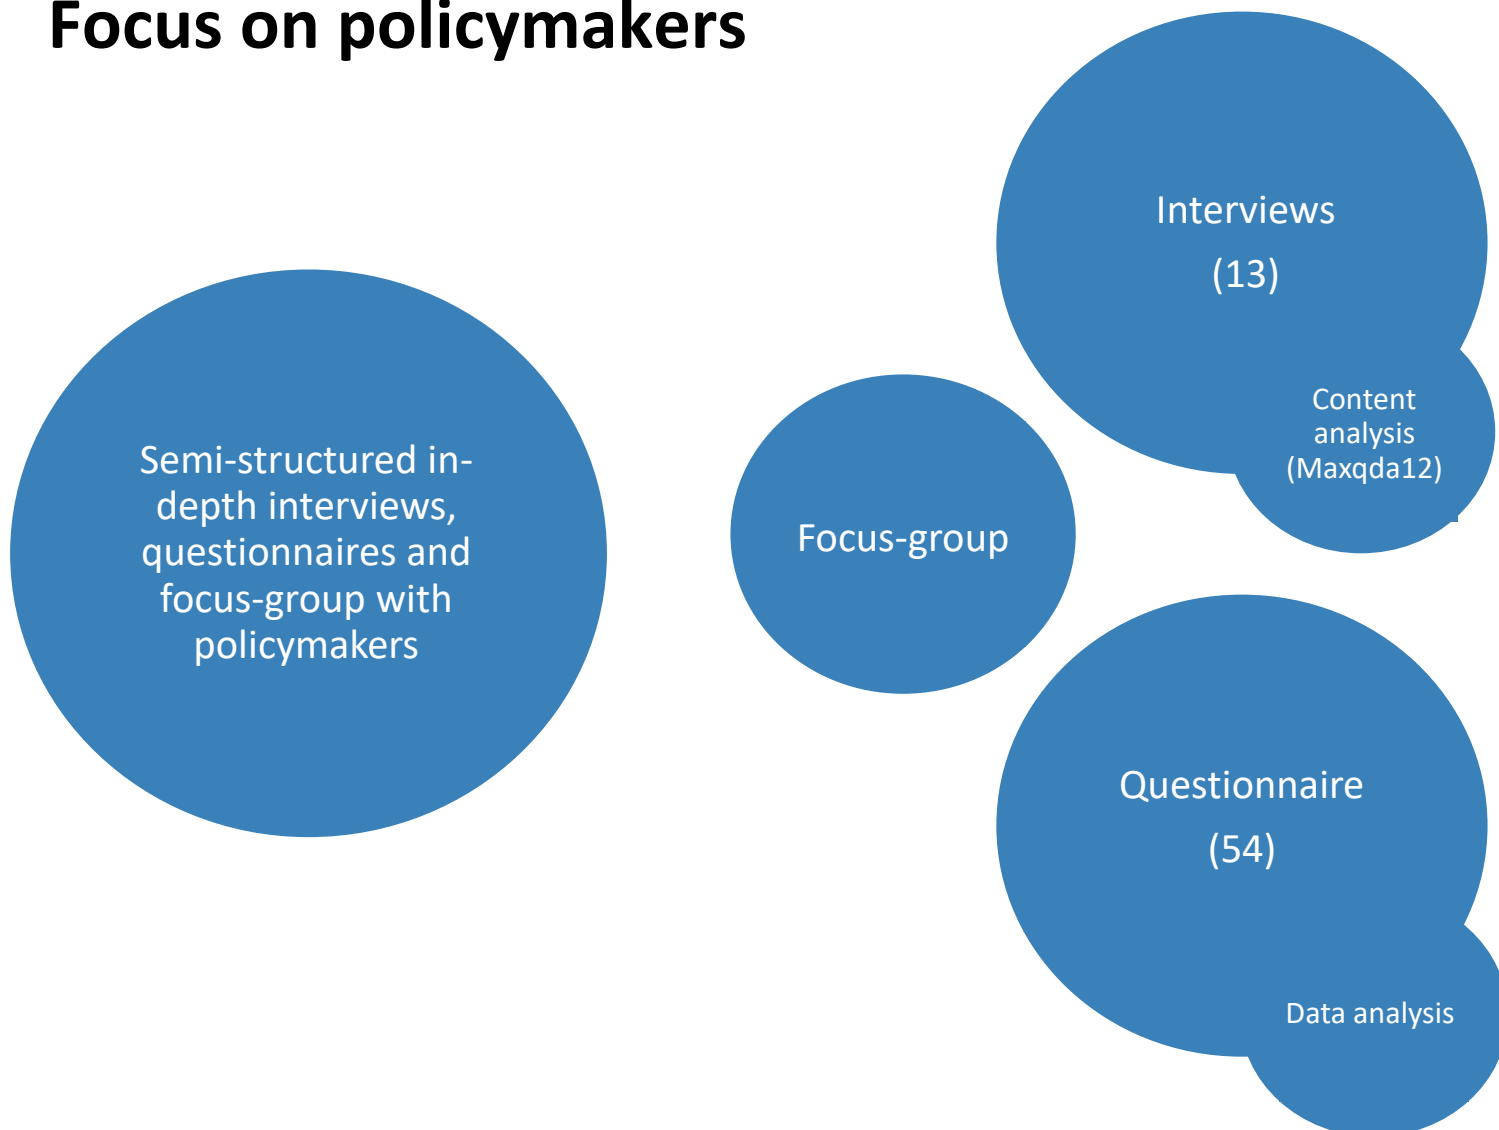 Focus on policymakers
Semi-structured in-
depth interviews,
questionnaires and
focus-group with
policymakers
Focus-group
Interviews
(13)
Content
analysis
(Maxqda12)
Questionnaire
(54)
Data analysis